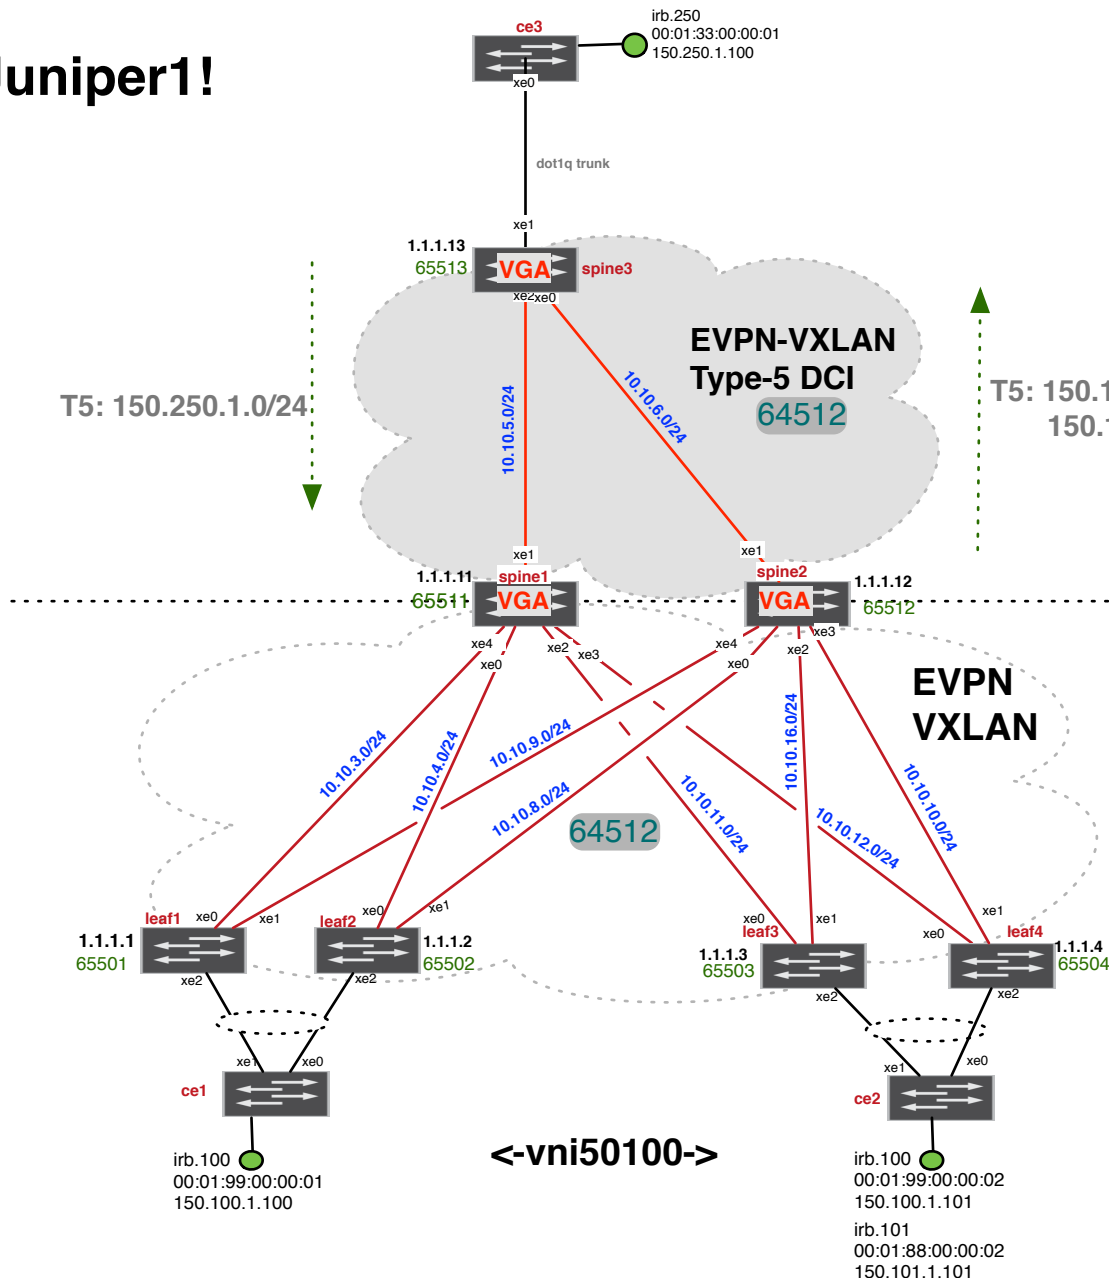 irb.250
00:01:33:00:00:01
150.250.1.100
ce3
Juniper1!
xe0
dot1q trunk
xe1
1.1.1.13
65513
VGA
spine3
xe2
xe0
EVPN-VXLAN
Type-5 DCI
64512
T5: 150.250.1.0/24
10.10.5.0/24
10.10.6.0/24
T5: 150.1
150.1
xe1
xe1
1.1.1.11
65511
spine1
VGA
spine2
VGA
1.1.1.12
65512
xe4
xe0
xe2
xe3
xe4
xe0
xe2
xe3
EVPN
VXLAN
10.10.3.0/24
10.10.4.0/24
10.10.9.0/24
10.10.8.0/24
10.10.11.0/24
10.10.16.0/24
10.10.12.0/24
10.10.10.0/24
64512
leaf1
xe0
xe1
1.1.1.1
65501
xe2
leaf2
xe0
xe1
1.1.1.2
65502
xe2
xe0
leaf3
xe1
1.1.1.3
65503
xe2
xe0
xe1
leaf4
1.1.1.4
65504
xe2
xe1
xe0
ce1
xe1
xe0
ce2
<-vni50100->
irb.100
00:01:99:00:00:01
150.100.1.100
irb.100
00:01:99:00:00:02
150.100.1.101
irb.101
00:01:88:00:00:02
150.101.1.101